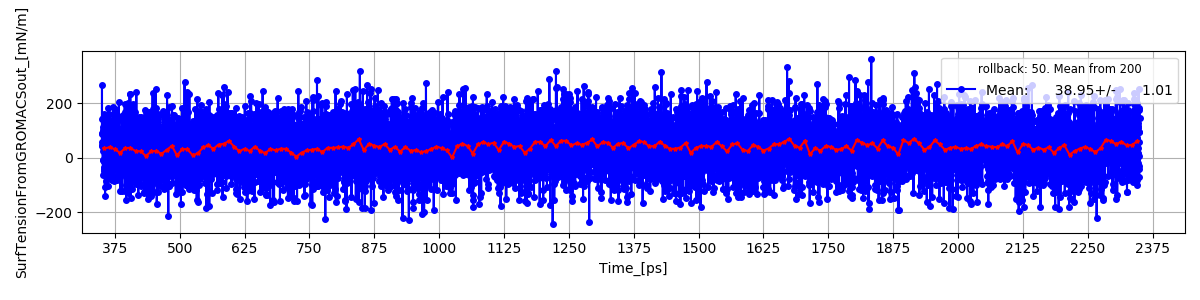 SurfTensionFromGROMACSout_[mN/m]
200
0
−200
rollback: 50. Mean from 200
Mean: 38.95+/- 1.01
375 500 625 750 875 1000 1125 1250 1375 1500 1625 1750 1875 2000 2125 2250 2375
Time_[ps]